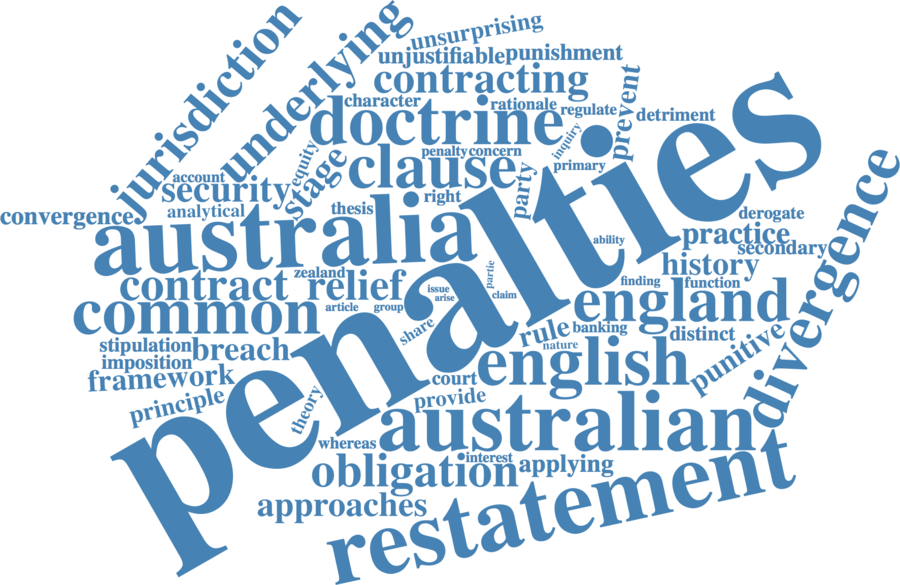 unsurprising
jurisdiction
underlying
unjustifiable
punishment
contracting
character
rationale
regulate
prevent
detriment
doctrine
inquiry
equity
stage
penalty
concern
clause
primary
party
account
security
analytical
thesis
right
convergence
australia
penalties
ability
derogate
practice
secondary
divergence
history
zealand
relief
contract
issue
arise
partie
claim
finding
function
article
group
england
common
share
rule
banking
nature
distinct
punitive
stipulation
breach
imposition
framework
english
court
principle
theory
provide
whereas
australian
obligation
interest
applying
approaches
restatement